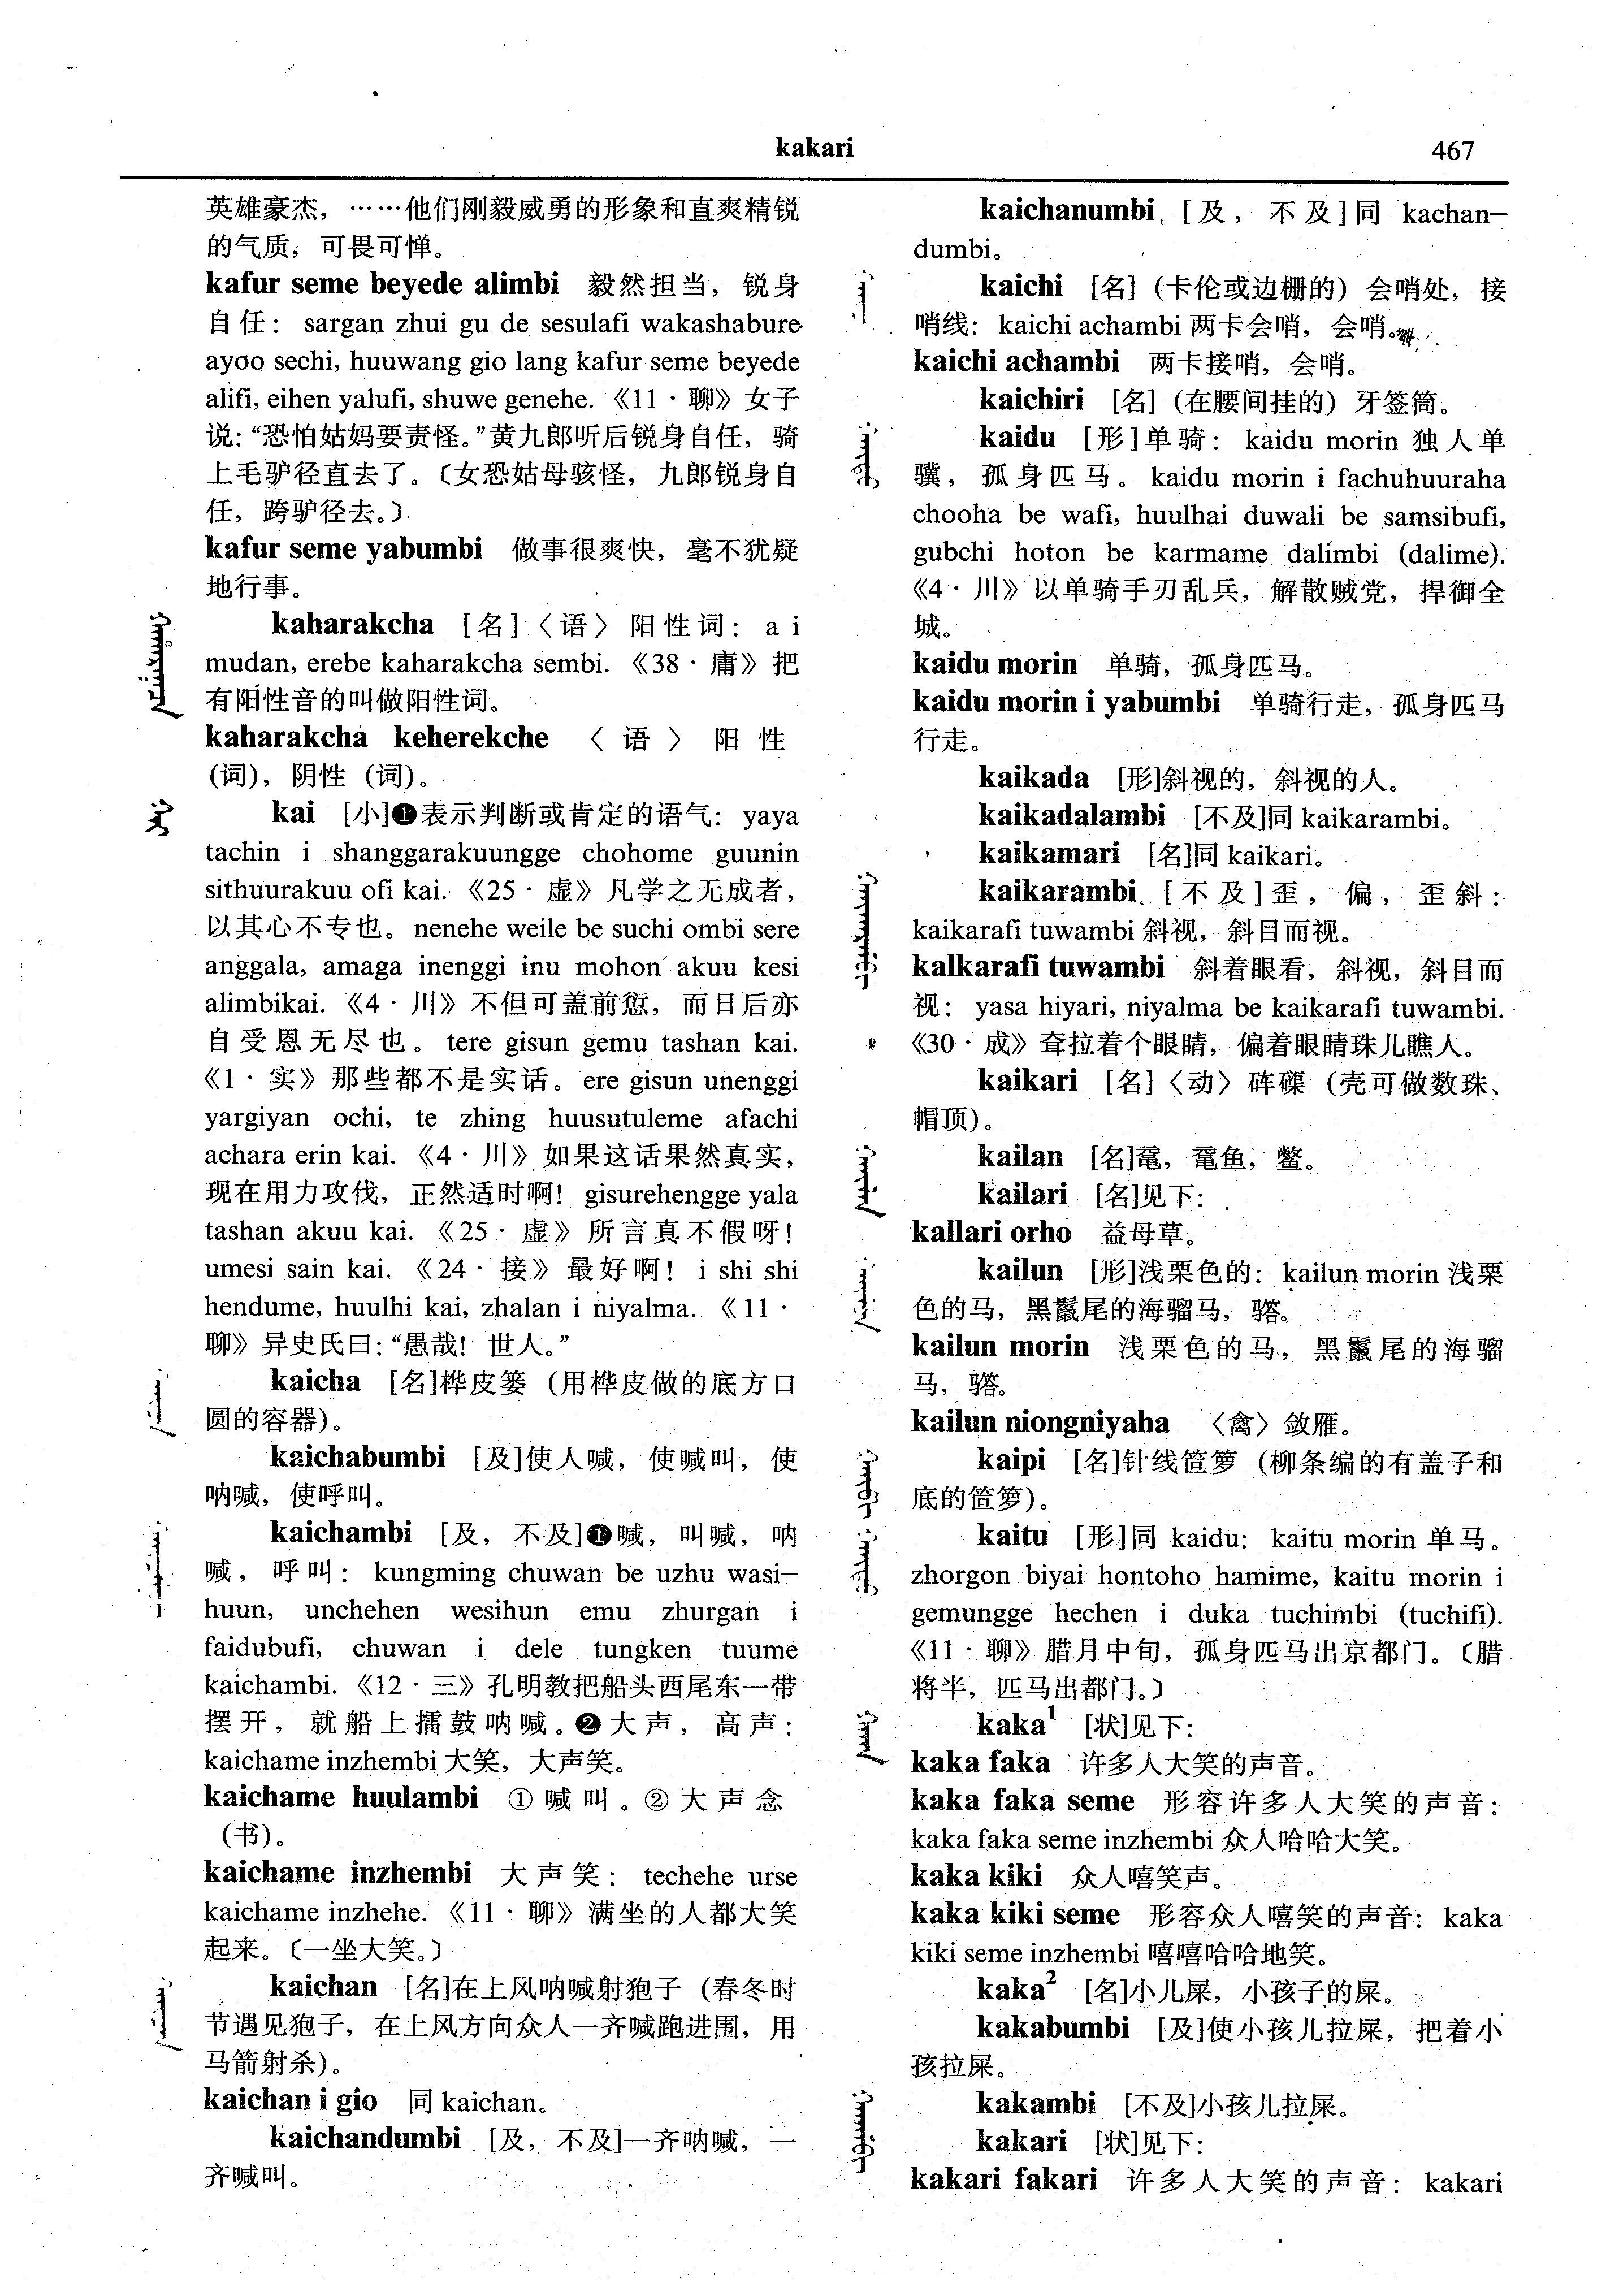 kakari
467
英雄豪杰，……他们刚毅威勇的形象和直爽精锐
的气质，可畏可惮。
kafur seme beyede alimbi 毅然担当，锐身
自任：sargan zhui gu de sesulafi wakashabure
ayoo sechi, huuwang gio lang kafur seme beyede
alifi, eihen yalufi, shuwe genehe.《11·聊》女子
说：“恐怕姑妈要责怪。”黄九郎听后锐身自任，骑
上毛驴径直去了。〔女恐姑母骇怪，九郎锐身自
任，跨驴径去。〕
kafur seme yabumbi 做事很爽快，毫不犹疑
地行事。
kaharakcha [名]〈语〉阳性词：a i
mudan, erebe kaharakcha sembi.《38·庸》把
有阳性音的叫做阳性词。
kaharakcha keherekche 〈语〉阳性
(词)，阴性 (词)。
kai [小]❶表示判断或肯定的语气：yaya
tachin i shanggarakuungge chohome guunin
sithuurakuu ofi kai.《25·虚》凡学之无成者，
以其心不专也。nenehe weile be suchi ombi sere
anggala, amaga inenggi inu mohon akuu kesi
alimbikai.《4·川》不但可盖前愆，而日后亦
自受恩无尽也。tere gisun gemu tashan kai.
《1·实》那些都不是实话。ere gisun unenggi
yargiyan ochi, te zhing huusutuleme afachi
achara erin kai.《4·川》如果这话果然真实，
现在用力攻伐，正然适时啊！gisurehengge yala
tashan akuu kai.《25·虚》所言真不假呀！
umesi sain kai.《24·接》最好啊！i shi shi
hendume, huulhi kai, zhalan i niyalma.《11·
聊》异史氏曰：“愚哉！世人。”
kaicha [名]桦皮篓（用桦皮做的底方口
圆的容器）。
kaichabumbi [及]使人喊，使喊叫，使
呐喊，使呼叫。
kaichambi [及，不及]❶喊，叫喊，呐
喊，呼叫：kungming chuwan be uzhu wasi—
huun, unchehen wesihun emu zhurgan i
faidubufi, chuwan i dele tungken tuume
kaichambi.《12·三》孔明教把船头西尾东一带
摆开，就船上擂鼓呐喊。❷大声，高声：
kaichame inzhembi 大笑，大声笑。
kaichame huulambi ①喊叫。②大声念
（书）。
kaichame inzhembi 大声笑：techehe urse
kaichame inzhehe.《11·聊》满坐的人都大笑
起来。〔一坐大笑。〕
kaichan [名]在上风呐喊射狍子（春冬时
节遇见狍子，在上风方向众人一齐喊跑进围，用
马箭射杀）。
kaichan i gio 同 kaichan。
kaichandumbi [及，不及]一齐呐喊，一
齐喊叫。
kaichanumbi [及，不及]同 kachan—
dumbi。
kaichi [名]（卡伦或边栅的）会哨处，接
哨线：kaichi achambi 两卡会哨，会哨。
kaichi achambi 两卡接哨，会哨。
kaichiri [名]（在腰间挂的）牙签筒。
kaidu [形]单骑：kaidu morin 独人单
骥，孤身匹马。kaidu morin i fachuhuuraha
chooha be wafi, huulhai duwali be samsibufi,
gubchi hoton be karmame dalimbi (dalime).
《4·川》以单骑手刃乱兵，解散贼党，捍御全
城。
kaidu morin 单骑，孤身匹马。
kaidu morin i yabumbi 单骑行走，孤身匹马
行走。
kaikada [形]斜视的，斜视的人。
kaikadalambi [不及]同 kaikarambi。
kaikamari [名]同 kaikari。
kaikarambi [不及]歪，偏，歪斜：
kaikarafi tuwambi 斜视，斜目而视。
kalkarafi tuwambi 斜着眼看，斜视，斜目而
视：yasa hiyari, niyalma be kaikarafi tuwambi.
《30·成》耷拉着个眼睛，偏着眼睛珠儿瞧人。
kaikari [名]〈动〉砗磲（壳可做数珠、
帽顶）。
kailan [名]鼋，鼋鱼，鳖。
kailari [名]见下：
kallari orho 益母草。
kailun [形]浅栗色的：kailun morin 浅栗
色的马，黑鬣尾的海骝马，骆。
kailun morin 浅栗色的马，黑鬣尾的海骝
马，
kailun niongniyaha 〈禽〉敛雁。
kaipi [名]针线笸箩（柳条编的有盖子和
底的笸箩）。
kaitu [形]同 kaidu：kaitu morin 单马。
zhorgon biyai hontoho hamime, kaitu morin i
gemungge hechen i duka tuchimbi (tuchifi).
《11·聊》腊月中旬，孤身匹马出京都门。〔腊
将半，匹马出都门。〕
kaka¹ [状]见下：
kaka faka 许多人大笑的声音。
kaka faka seme 形容许多人大笑的声音：
kaka faka seme inzhembi 众人哈哈大笑。
kaka kiki 众人嘻笑声。
kaka kiki seme 形容众人嘻笑的声音：kaka
kiki seme inzhembi 嘻嘻哈哈地笑。
kaka² [名]小儿屎，小孩子的屎。
kakabumbi [及]使小孩儿拉屎，把着小
孩拉屎。
kakambi [不及]小孩儿拉屎。
kakari [状]见下：
kakari fakari 许多人大笑的声音：kakari